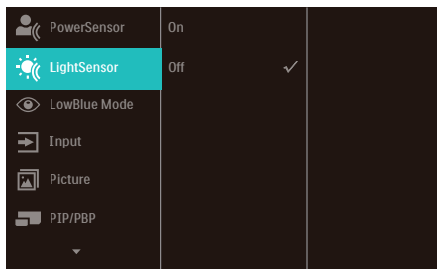 PowerSensor
On
LightSensor
Off
LowBlue Mode
Input
Picture
PIP/PBP